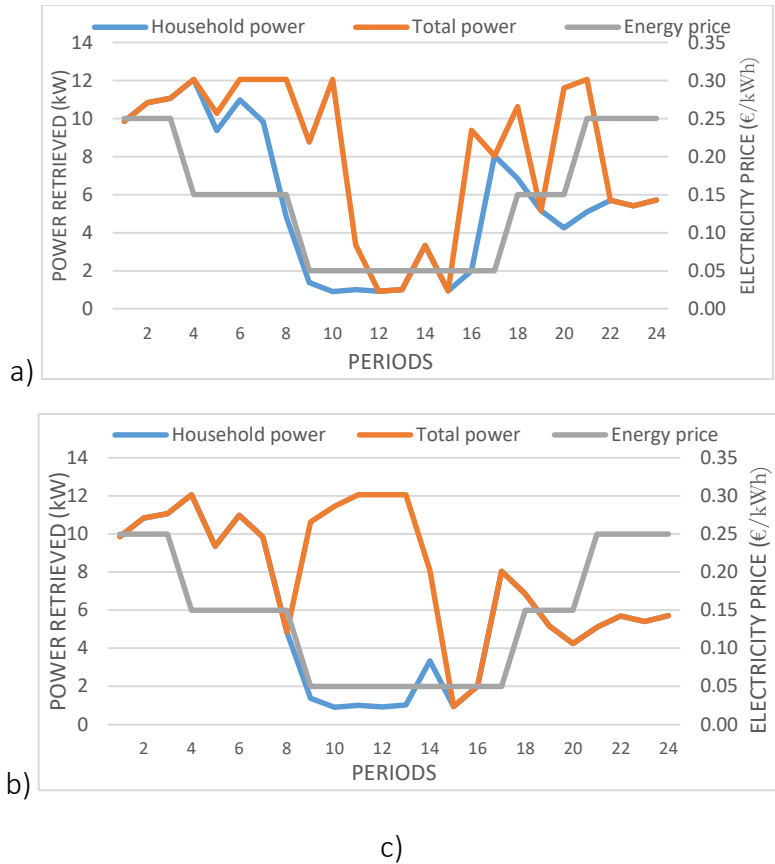 Household power Total power Energy price
14 0.35
12 0.30
10 0.25
8 0.20
6 0.15
4 0.10
2 0.05
0 0.00
POWER RETRIEVED (kW)
ELECTRICITY PRICE (€/kWh)
2 4 6 8 10 12 14 16 18 20 22 24
PERIODS
a)
Household power Total power Energy price
14 0.35
12 0.30
10 0.25
8 0.20
6 0.15
4 0.10
2 0.05
0 0.00
POWER RETRIEVED (kW)
ELECTRICITY PRICE (€/kWh)
2 4 6 8 10 12 14 16 18 20 22 24
PERIODS
b)
c)